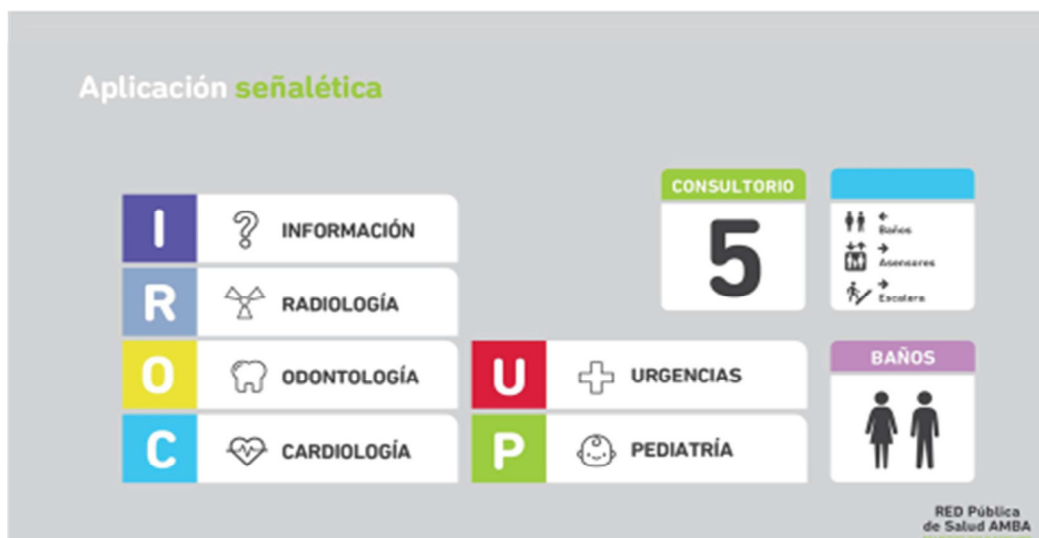 Aplicación señalética
I
INFORMACIÓN
R
RADIOLOGÍA
O
ODONTOLOGÍA
C
CARDIOLOGÍA
U
URGENCIAS
P
PEDIATRÍA
CONSULTORIO
5
←
Baños
→
Ascensores
→
Escalera
BAÑOS
RED Pública
de Salud AMBA